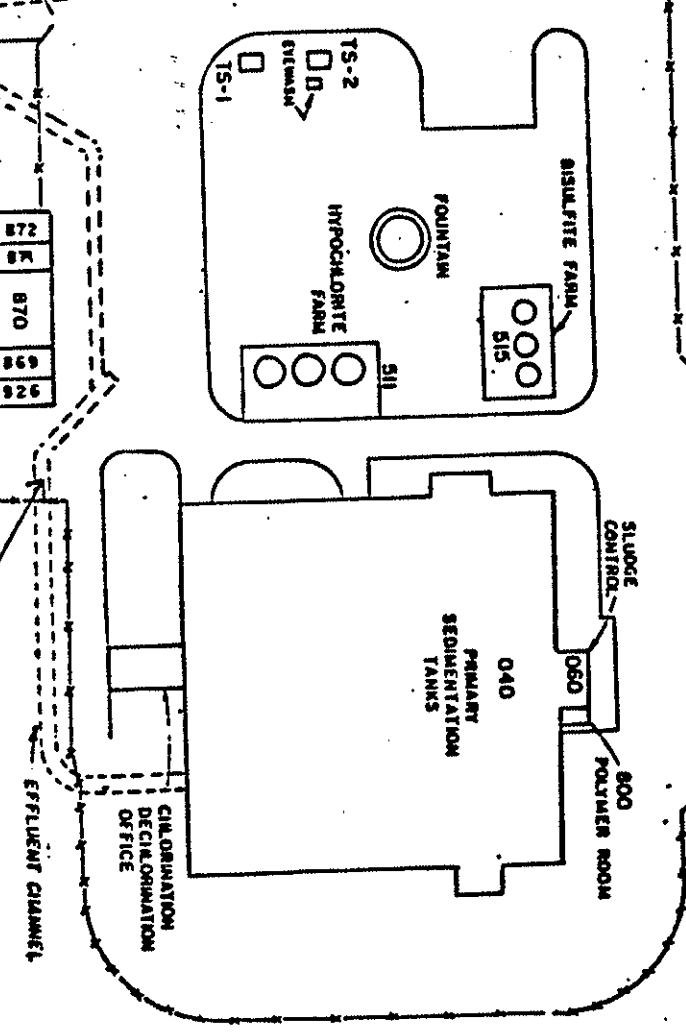 TS-2
EYEWASH
TS-1
BISULFITE FARM
515
FOUNTAIN
HYPOCHLORITE
FARM
511
872
871
870
869
926
SLUDGE
CONTROL
060
800
POLYMER ROOM
040
PRIMARY
SEDIMENTATION
TANKS
CHLORINATION
DECHLORINATION
OFFICE
EFFLUENT CHANNEL